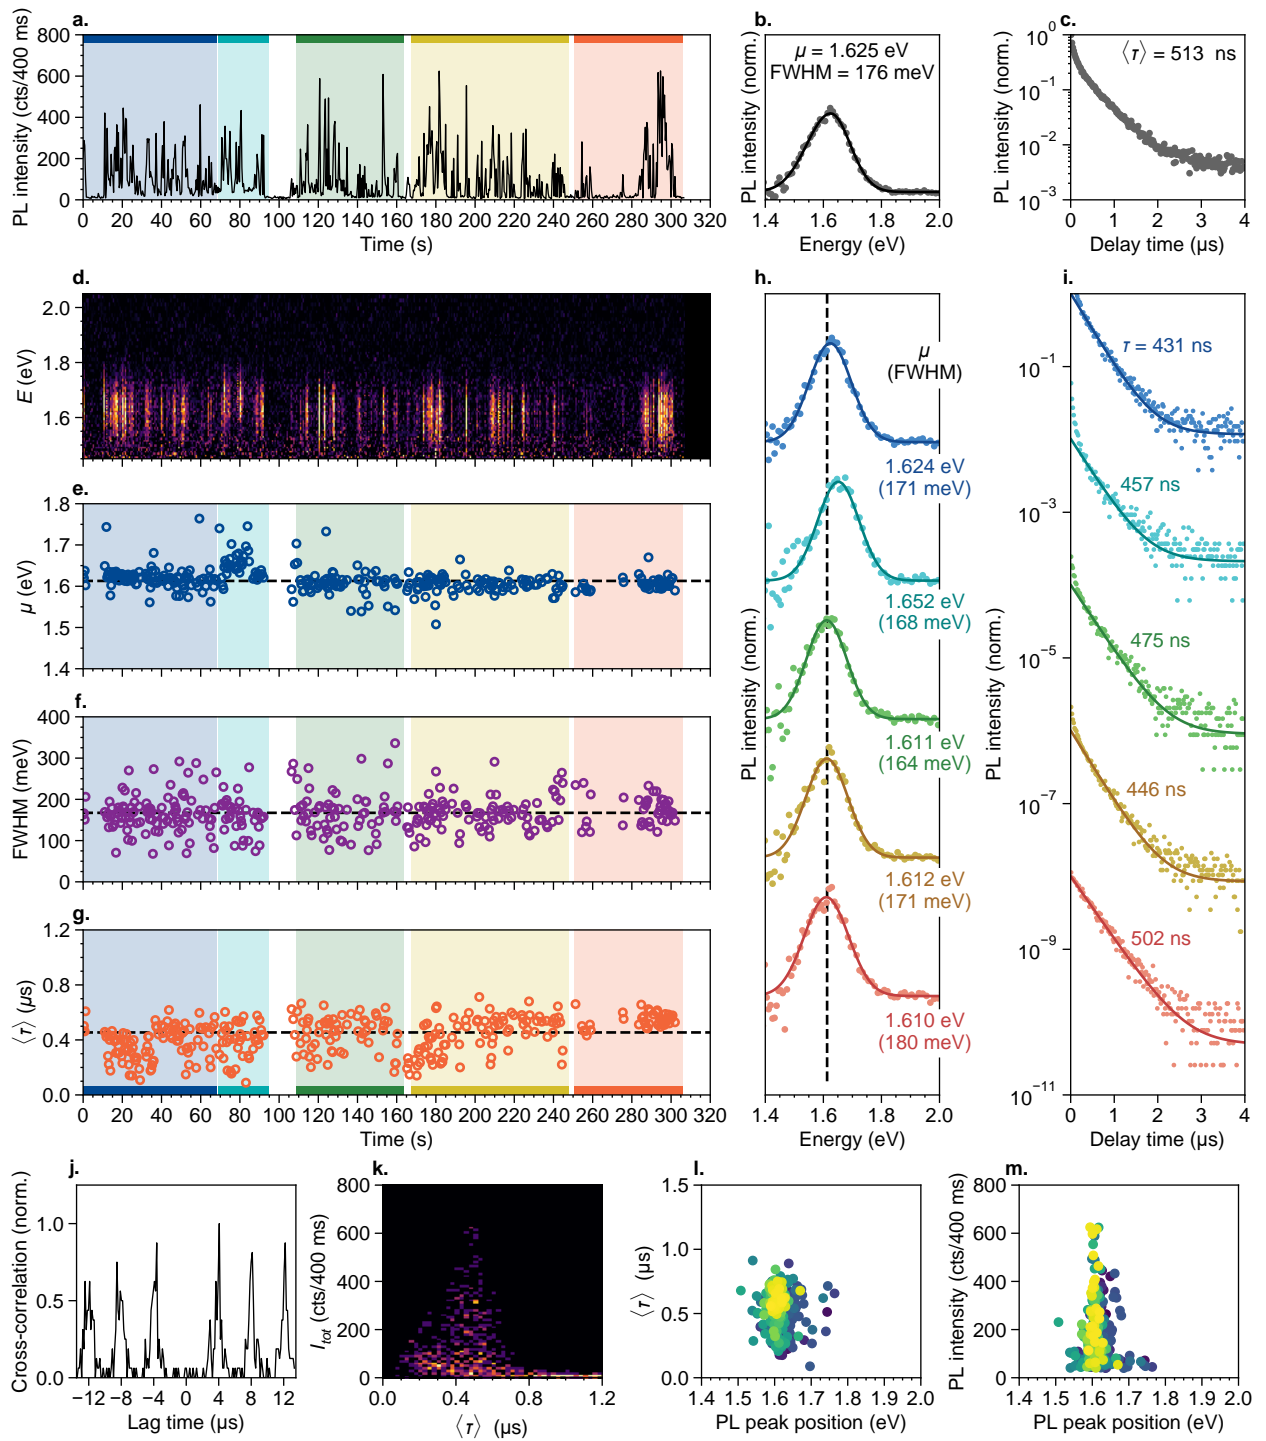 a.
PL intensity (cts/400 ms)
800
600
400
200
0
0 20 40 60 80 100 120 140 160 180 200 220 240 260 280 300 320
Time (s)
b.
PL intensity (norm.)
μ = 1.625 eV
FWHM = 176 meV
1.4 1.6 1.8 2.0
Energy (eV)
c.
PL intensity (norm.)
10⁰
10⁻¹
10⁻²
10⁻³
⟨τ⟩ = 513 ns
0 1 2 3 4
Delay time (μs)
d.
E (eV)
2.0
1.8
1.6
e.
μ (eV)
1.8
1.7
1.6
1.5
1.4
f.
FWHM (meV)
400
300
200
100
0
g.
⟨τ⟩ (μs)
1.2
0.8
0.4
0.0
0 20 40 60 80 100 120 140 160 180 200 220 240 260 280 300 320
Time (s)
h.
PL intensity (norm.)
μ
(FWHM)
1.624 eV
(171 meV)
1.652 eV
(168 meV)
1.611 eV
(164 meV)
1.612 eV
(171 meV)
1.610 eV
(180 meV)
1.4 1.6 1.8 2.0
Energy (eV)
i.
PL intensity (norm.)
10⁻¹
10⁻³
10⁻⁵
10⁻⁷
10⁻⁹
10⁻¹¹
τ = 431 ns
457 ns
475 ns
446 ns
502 ns
0 1 2 3 4
Delay time (μs)
j.
Cross-correlation (norm.)
1.0
0.5
0.0
−12 −8 −4 0 4 8 12
Lag time (μs)
k.
I_tot (cts/400 ms)
800
600
400
200
0
0.0 0.4 0.8 1.2
⟨τ⟩ (μs)
l.
⟨τ⟩ (μs)
1.5
1.0
0.5
0.0
1.4 1.5 1.6 1.7 1.8 1.9 2.0
PL peak position (eV)
m.
PL intensity (cts/400 ms)
800
600
400
200
0
1.4 1.5 1.6 1.7 1.8 1.9 2.0
PL peak position (eV)